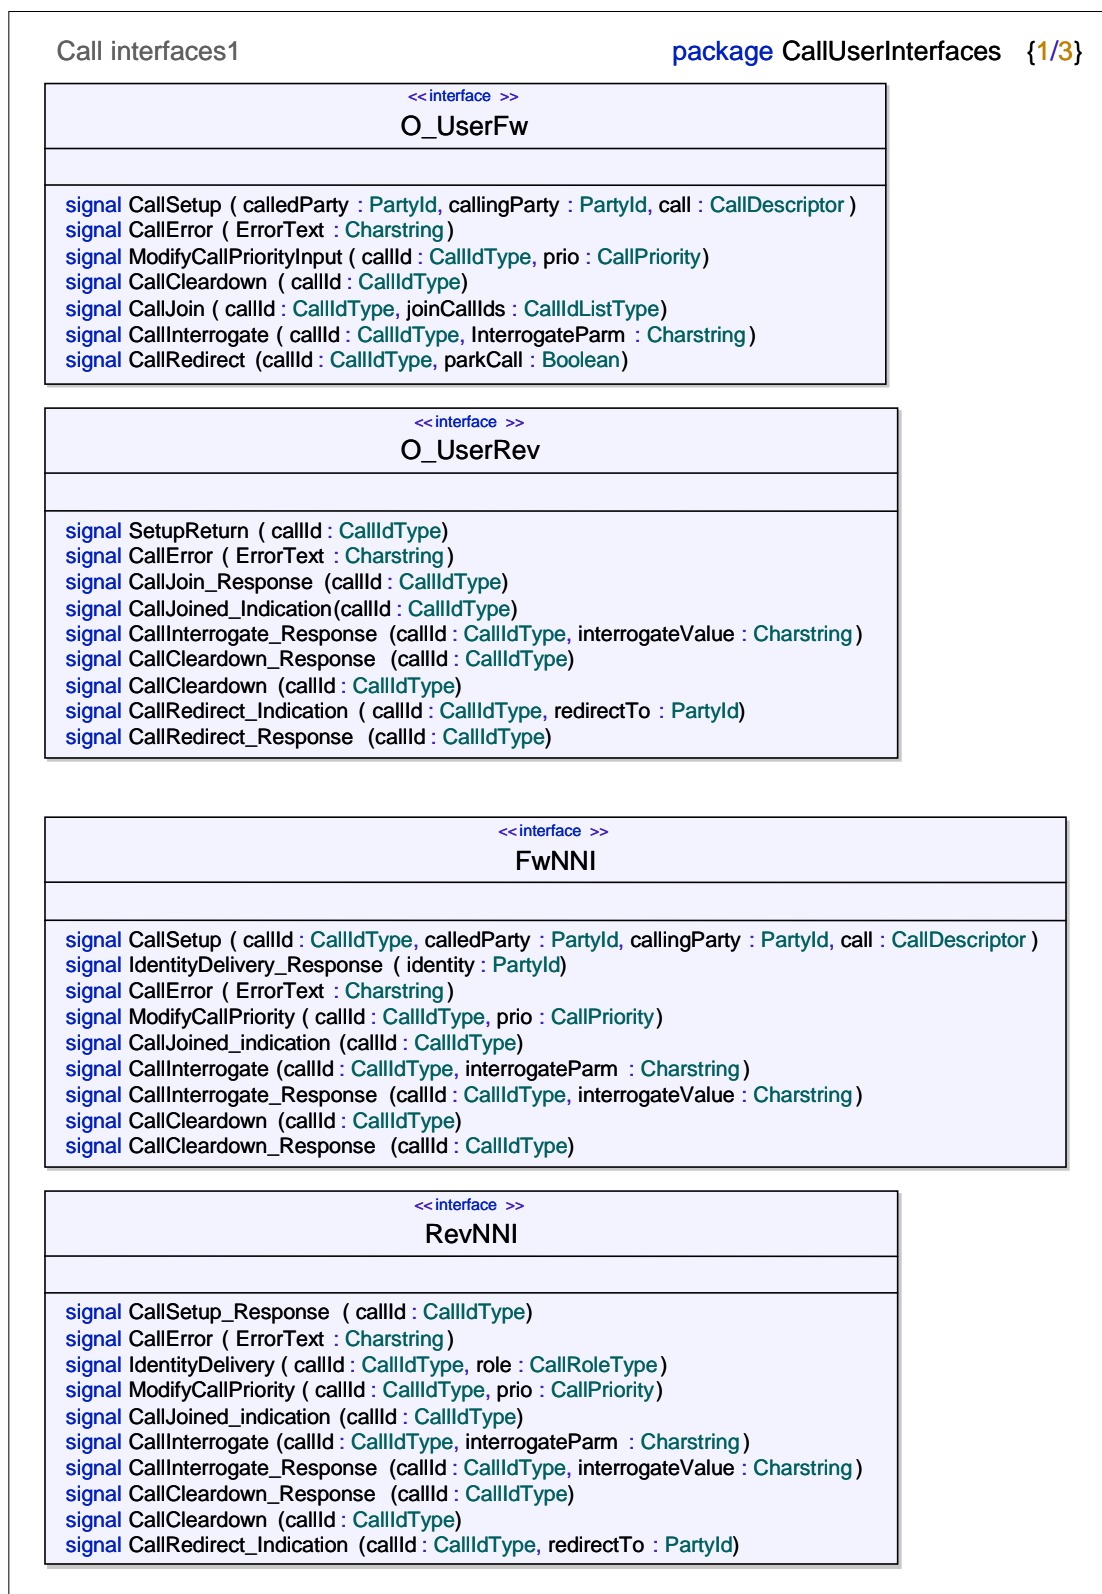 Call interfaces1
package CallUserInterfaces {1/3}
<<interface >>
O_UserFw
signal CallSetup ( calledParty : PartyId, callingParty : PartyId, call : CallDescriptor )
signal CallError ( ErrorText : Charstring )
signal ModifyCallPriorityInput ( callId : CallIdType, prio : CallPriority)
signal CallCleardown ( callId : CallIdType)
signal CallJoin ( callId : CallIdType, joinCallIds : CallIdListType)
signal CallInterrogate ( callId : CallIdType, InterrogateParm : Charstring )
signal CallRedirect (callId : CallIdType, parkCall : Boolean)
<<interface >>
O_UserRev
signal SetupReturn ( callId : CallIdType)
signal CallError ( ErrorText : Charstring )
signal CallJoin_Response (callId : CallIdType)
signal CallJoined_Indication(callId : CallIdType)
signal CallInterrogate_Response (callId : CallIdType, interrogateValue : Charstring )
signal CallCleardown_Response (callId : CallIdType)
signal CallCleardown (callId : CallIdType)
signal CallRedirect_Indication ( callId : CallIdType, redirectTo : PartyId)
signal CallRedirect_Response (callId : CallIdType)
<<interface >>
FwNNI
signal CallSetup ( callId : CallIdType, calledParty : PartyId, callingParty : PartyId, call : CallDescriptor )
signal IdentityDelivery_Response ( identity : PartyId)
signal CallError ( ErrorText : Charstring )
signal ModifyCallPriority ( callId : CallIdType, prio : CallPriority)
signal CallJoined_indication (callId : CallIdType)
signal CallInterrogate (callId : CallIdType, interrogateParm : Charstring )
signal CallInterrogate_Response (callId : CallIdType, interrogateValue : Charstring )
signal CallCleardown (callId : CallIdType)
signal CallCleardown_Response (callId : CallIdType)
<<interface >>
RevNNI
signal CallSetup_Response ( callId : CallIdType)
signal CallError ( ErrorText : Charstring )
signal IdentityDelivery ( callId : CallIdType, role : CallRoleType )
signal ModifyCallPriority ( callId : CallIdType, prio : CallPriority)
signal CallJoined_indication (callId : CallIdType)
signal CallInterrogate (callId : CallIdType, interrogateParm : Charstring )
signal CallInterrogate_Response (callId : CallIdType, interrogateValue : Charstring )
signal CallCleardown_Response (callId : CallIdType)
signal CallCleardown (callId : CallIdType)
signal CallRedirect_Indication (callId : CallIdType, redirectTo : PartyId)